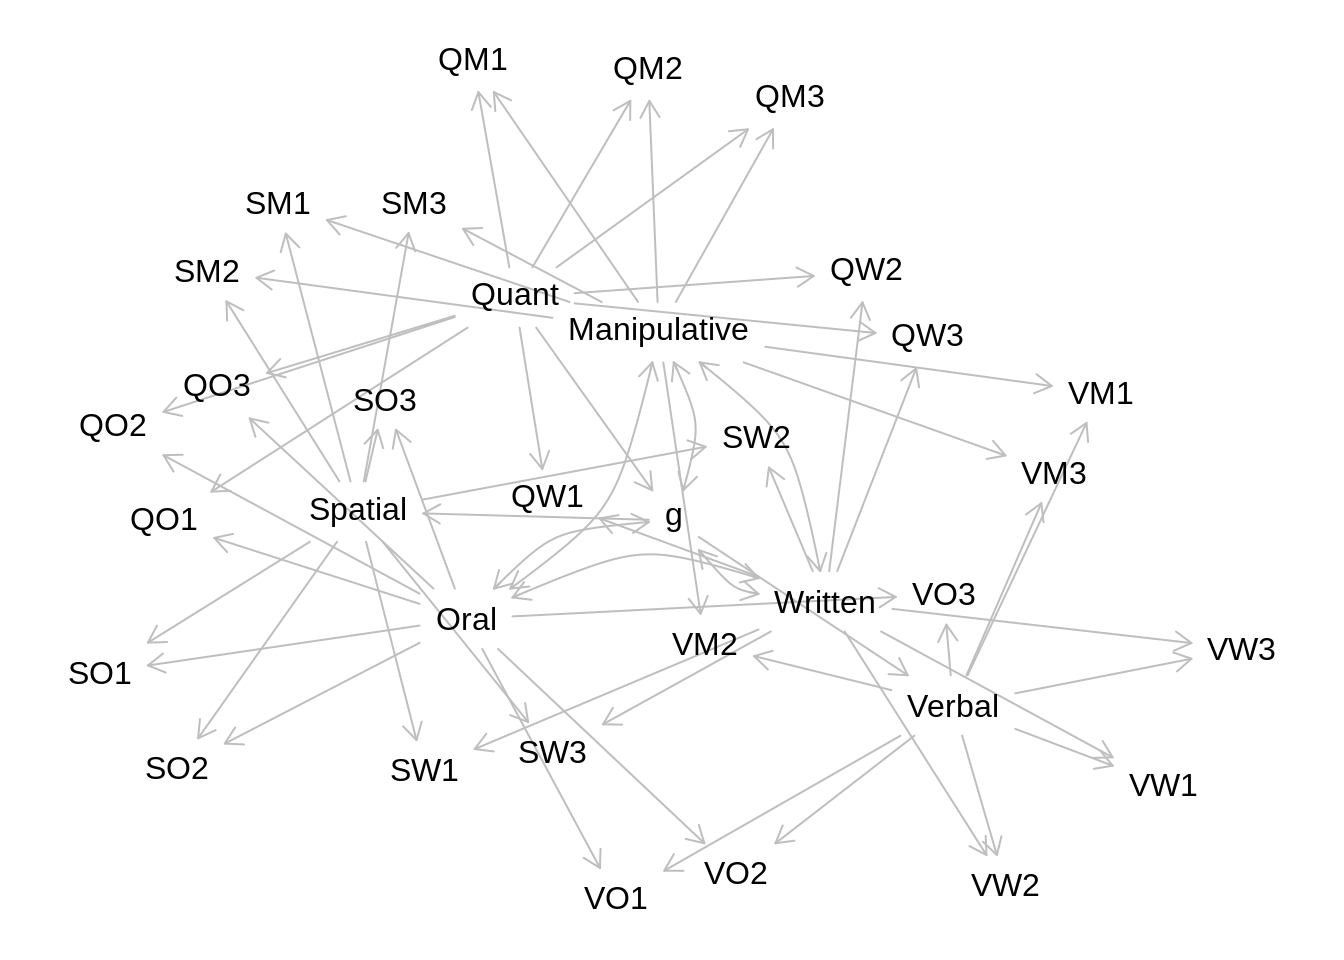 QM1
QM2
QM3
SM1
SM3
SM2
QW2
Quant
Manipulative
QW3
QO3
SO3
VM1
QO2
SW2
VM3
QW1
Spatial
g
QO1
VO3
Written
Oral
VM2
VW3
SO1
Verbal
SW3
SO2
SW1
VW1
VO2
VW2
VO1